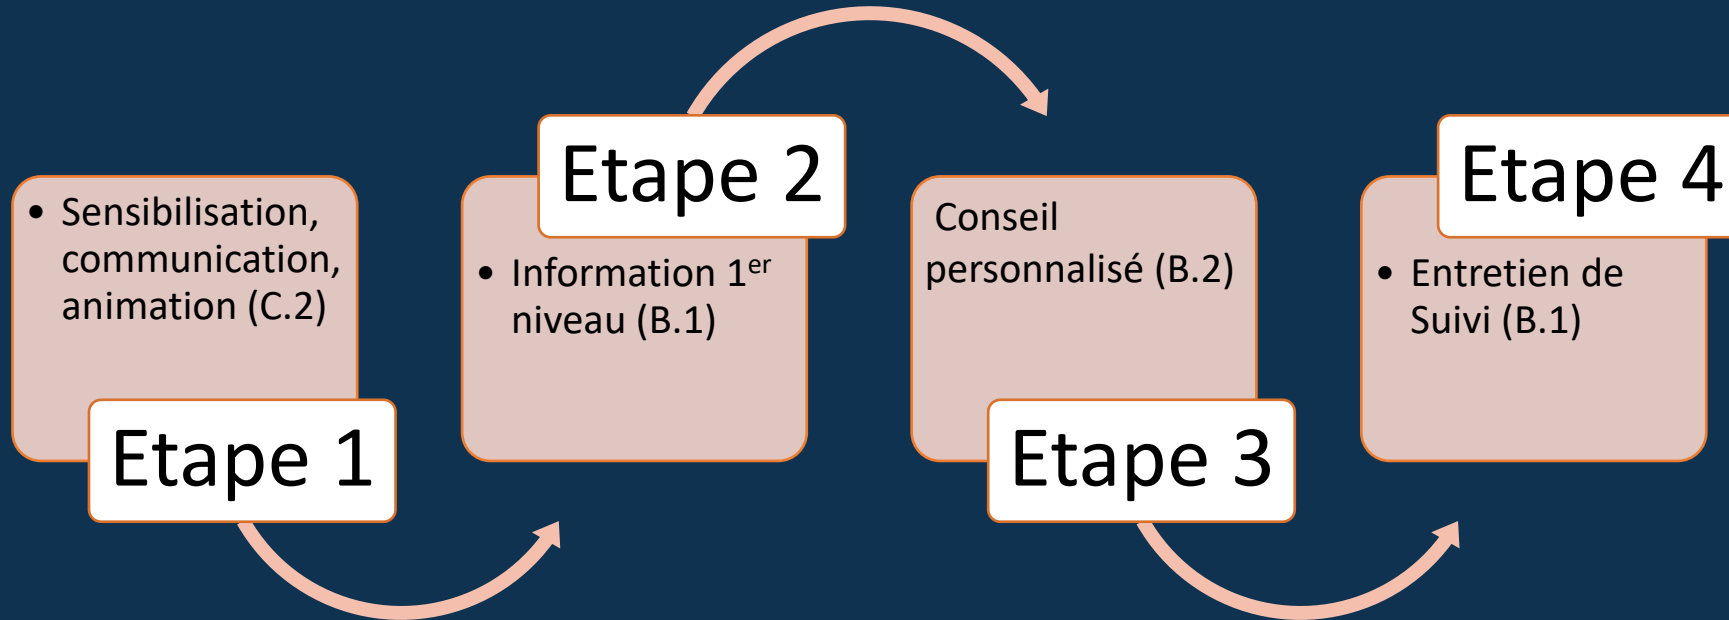 • Sensibilisation,
communication,
animation (C.2)
Etape 1
Etape 2
• Information 1er
niveau (B.1)
Conseil
personnalisé (B.2)
Etape 3
Etape 4
• Entretien de
Suivi (B.1)